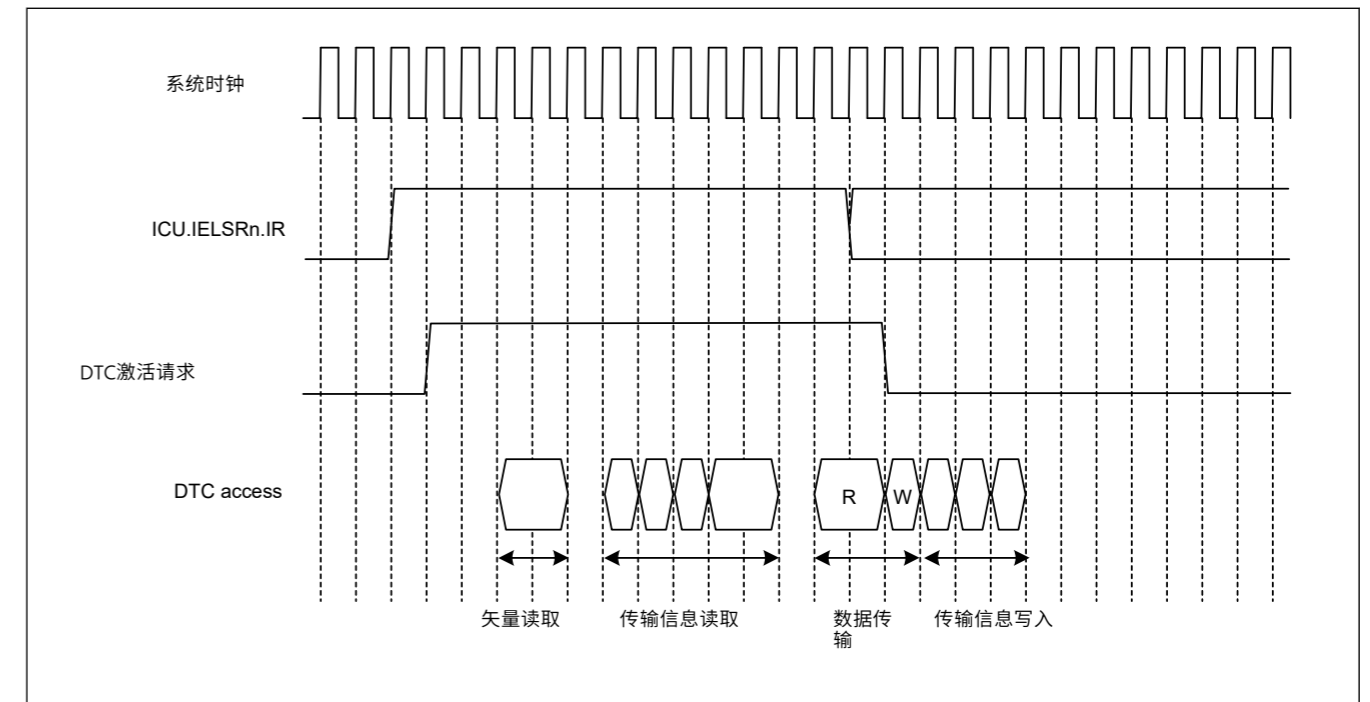 系统时钟
ICU.IELSRn.IR
DTC激活请求
DTC access
R
W
矢量读取
传输信息读取
数据传
输
传输信息写入